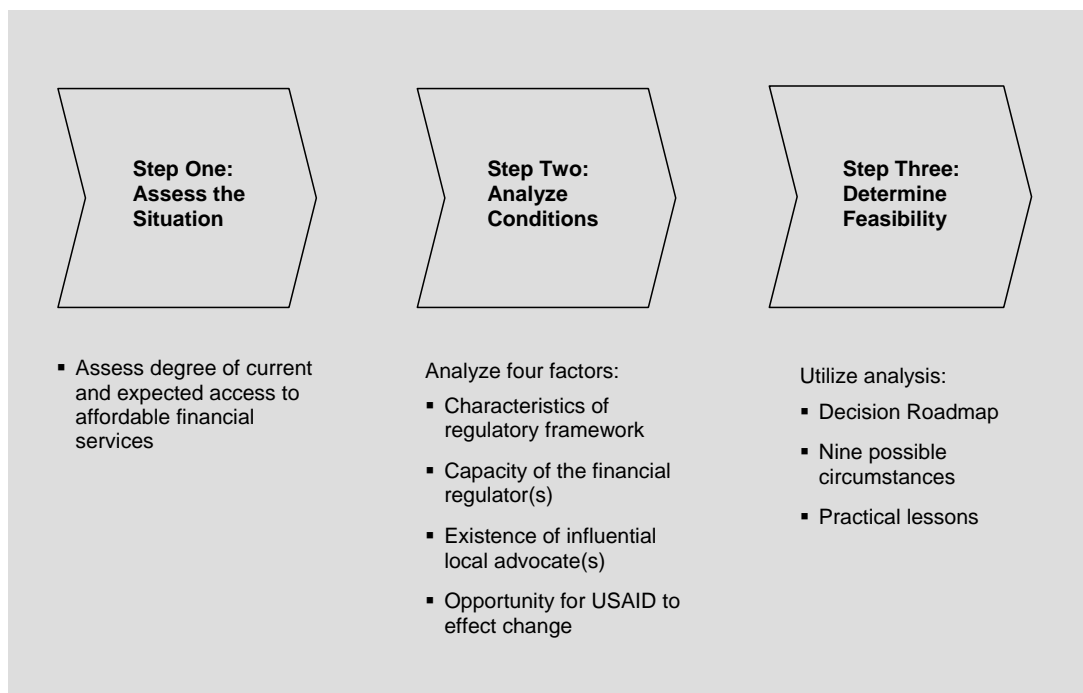 Step One:
Assess the
Situation
▪ Assess degree of current
and expected access to
affordable financial
services
Step Two:
Analyze
Conditions
Analyze four factors:
▪ Characteristics of
regulatory framework
▪ Capacity of the financial
regulator(s)
▪ Existence of influential
local advocate(s)
▪ Opportunity for USAID to
effect change
Step Three:
Determine
Feasibility
Utilize analysis:
▪ Decision Roadmap
▪ Nine possible
circumstances
▪ Practical lessons